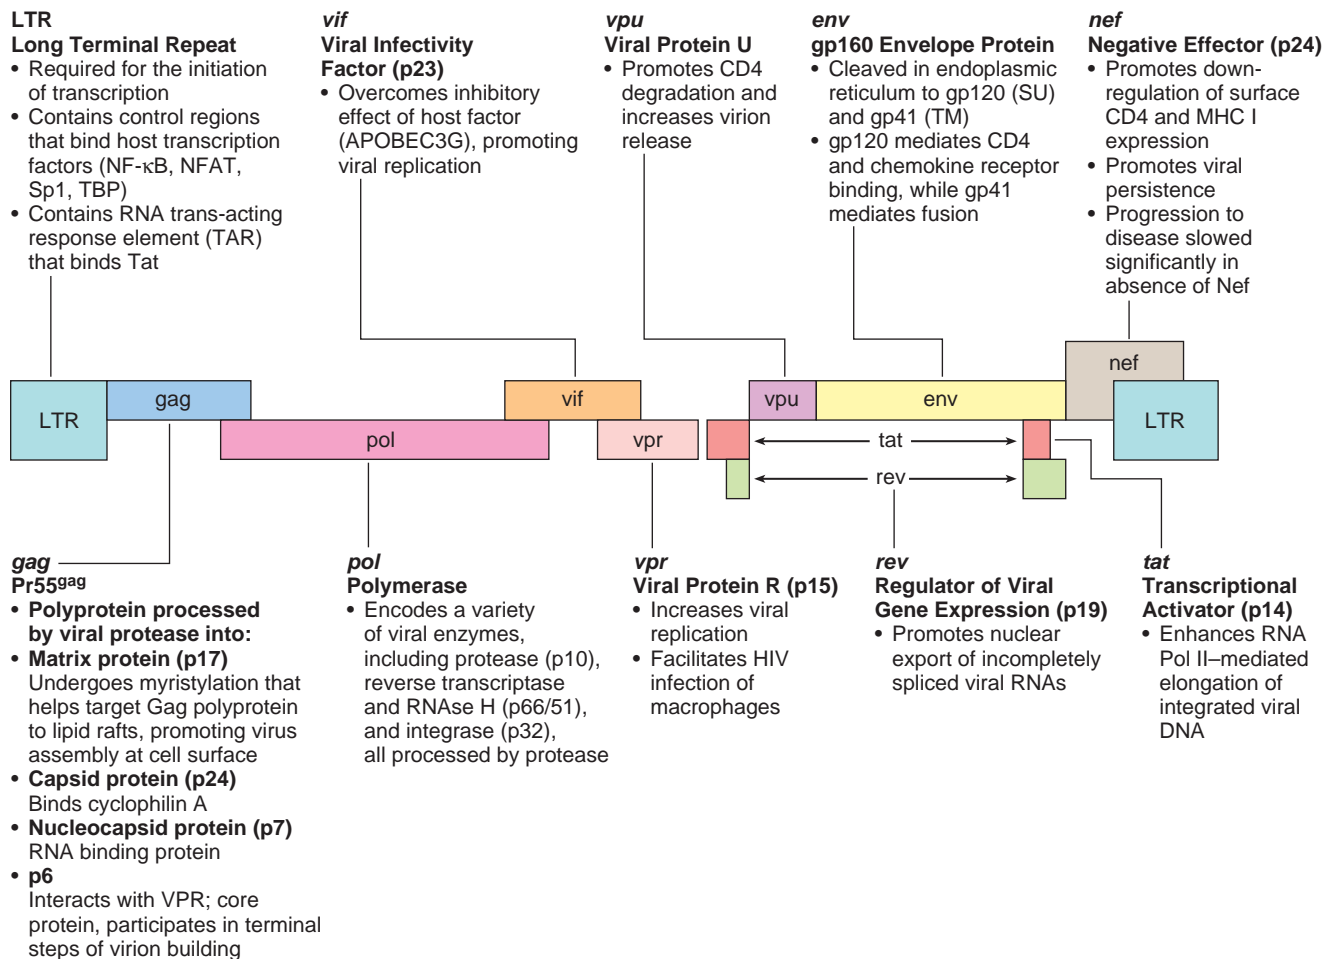 LTR
Long Terminal Repeat
• Required for the initiation
of transcription
• Contains control regions
that bind host transcription
factors (NF-κB, NFAT,
Sp1, TBP)
• Contains RNA trans-acting
response element (TAR)
that binds Tat
vif
Viral Infectivity
Factor (p23)
• Overcomes inhibitory
effect of host factor
(APOBEC3G), promoting
viral replication
vpu
Viral Protein U
• Promotes CD4
degradation and
increases virion
release
env
gp160 Envelope Protein
• Cleaved in endoplasmic
reticulum to gp120 (SU)
and gp41 (TM)
• gp120 mediates CD4
and chemokine receptor
binding, while gp41
mediates fusion
nef
Negative Effector (p24)
• Promotes down-
regulation of surface
CD4 and MHC I
expression
• Promotes viral
persistence
• Progression to
disease slowed
significantly in
absence of Nef
LTR
gag
pol
vif
vpr
vpu
env
tat
rev
nef
LTR
gag
Pr55gag
• Polyprotein processed
by viral protease into:
• Matrix protein (p17)
Undergoes myristylation that
helps target Gag polyprotein
to lipid rafts, promoting virus
assembly at cell surface
• Capsid protein (p24)
Binds cyclophilin A
• Nucleocapsid protein (p7)
RNA binding protein
• p6
Interacts with VPR; core
protein, participates in terminal
steps of virion building
pol
Polymerase
• Encodes a variety
of viral enzymes,
including protease (p10),
reverse transcriptase
and RNAse H (p66/51),
and integrase (p32),
all processed by protease
vpr
Viral Protein R (p15)
• Increases viral
replication
• Facilitates HIV
infection of
macrophages
rev
Regulator of Viral
Gene Expression (p19)
• Promotes nuclear
export of incompletely
spliced viral RNAs
tat
Transcriptional
Activator (p14)
• Enhances RNA
Pol II–mediated
elongation of
integrated viral
DNA